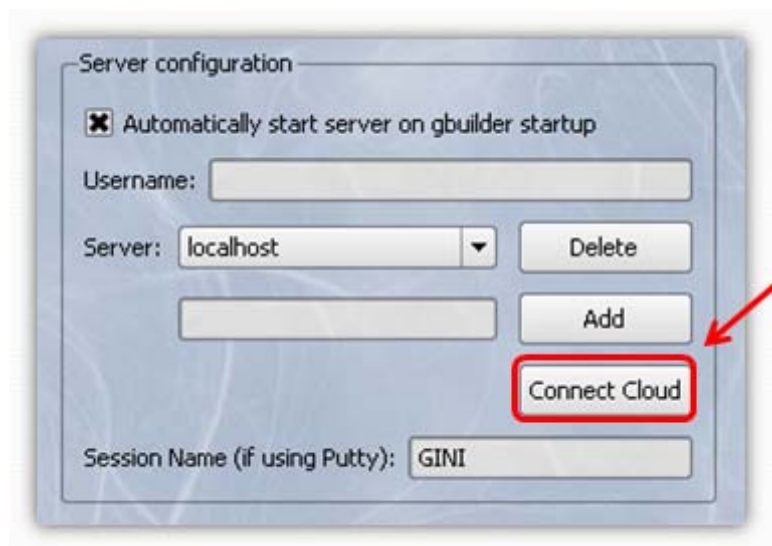 Server configuration
Automatically start server on gbuilder startup
Username:
Server: localhost Delete
Add
Connect Cloud
Session Name (if using Putty): GINI